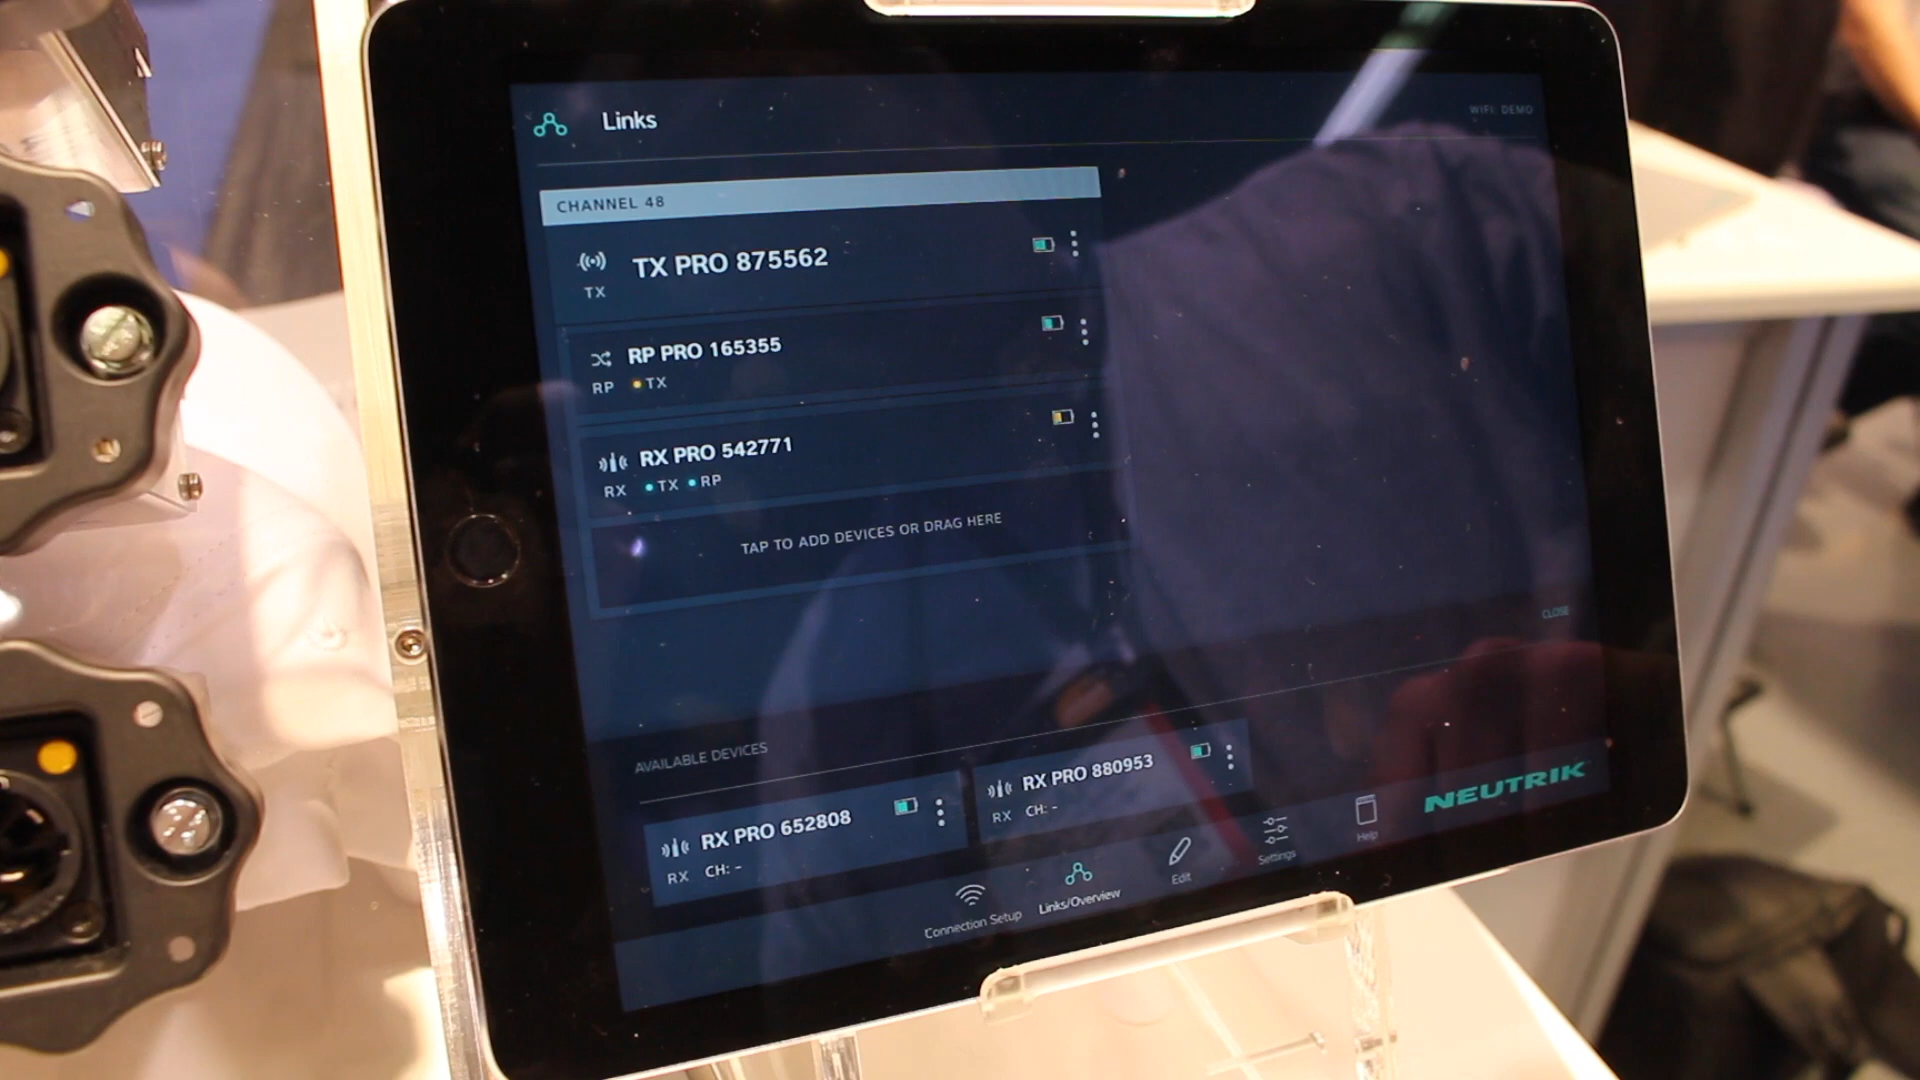 Links
WIFI: DEMO
CHANNEL 48
TX PRO 875562
TX
RP PRO 165355
RP TX
RX PRO 542771
RX TX RP
TAP TO ADD DEVICES OR DRAG HERE
CLOSE
AVAILABLE DEVICES
RX PRO 652808
RX CH: -
RX PRO 880953
RX CH: -
NEUTRIK
Connection Setup
Links/Overview
Edit
Settings
Help